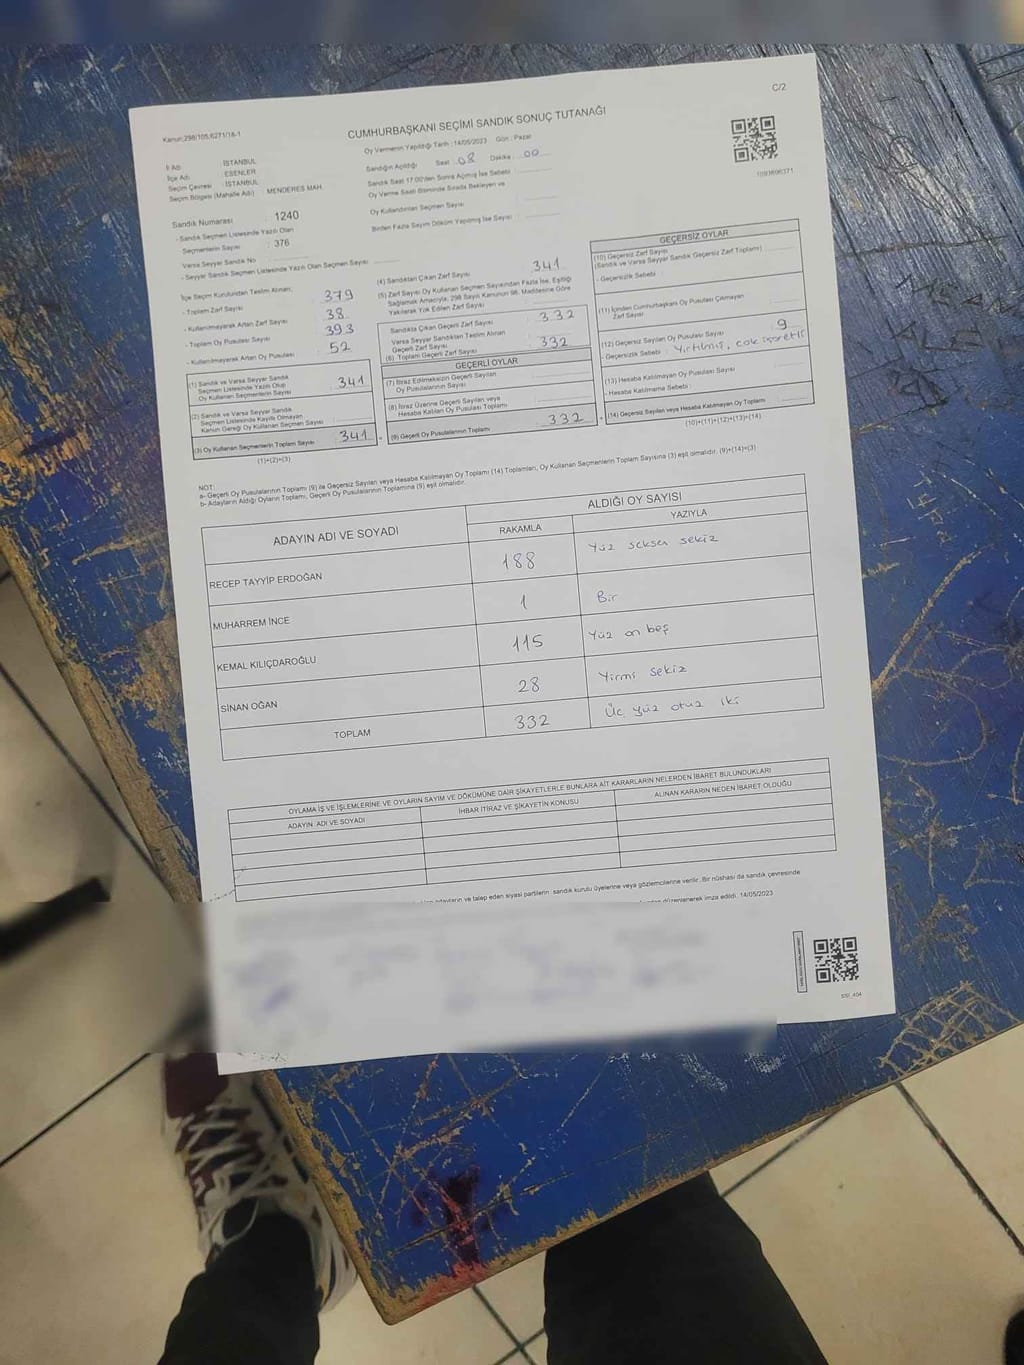 C/2
Kanun:298/105,6271/18-1
CUMHURBAŞKANI SEÇİMİ SANDIK SONUÇ TUTANAĞI
Oy Vermenin Yapıldığı Tarih : 14/05/2023 Gün : Pazar
İl Adı : İSTANBUL
İlçe Adı : ESENLER
Seçim Çevresi : İSTANBUL
Seçim Bölgesi (Mahalle Adı) : MENDERES MAH.
Sandığın Açıldığı Saat : 08 Dakika : 00
Sandık Saat 17:00'den Sonra Açılmış İse Sebebi :
Oy Verme Saati Bitiminde Sırada Bekleyen ve
Oy Kullandırılan Seçmen Sayısı :
Birden Fazla Sayım Döküm Yapılmış İse Sayısı :
1093696371
Sandık Numarası : 1240
- Sandık Seçmen Listesinde Yazılı Olan
Seçmenlerin Sayısı : 376
Varsa Seyyar Sandık No :
- Seyyar Sandık Seçmen Listesinde Yazılı Olan Seçmen Sayısı :
İlçe Seçim Kurulundan Teslim Alınan;
- Toplam Zarf Sayısı : 379
- Kullanılmayarak Artan Zarf Sayısı : 38
- Toplam Oy Pusulası Sayısı : 393
- Kullanılmayarak Artan Oy Pusulası : 52
(1) Sandık ve Varsa Seyyar Sandık
Seçmen Listesinde Yazılı Olup
Oy Kullanan Seçmenlerin Sayısı : 341
(2) Sandık ve Varsa Seyyar Sandık
Seçmen Listesinde Kayıtlı Olmayan
Kanun Gereği Oy Kullanan Seçmen Sayısı :
(3) Oy Kullanan Seçmenlerin Toplam Sayısı : 341
(1)+(2)=(3)
(4) Sandıktan Çıkan Zarf Sayısı : 341
(5) Zarf Sayısı Oy Kullanan Seçmen Sayısından Fazla İse, Eşitliği
Sağlamak Amacıyla, 298 Sayılı Kanunun 98. Maddesine Göre
Yakılarak Yok Edilen Zarf Sayısı :
Sandıkta Çıkan Geçerli Zarf Sayısı : 332
Varsa Seyyar Sandıktan Teslim Alınan
Geçerli Zarf Sayısı :
(6) Toplam Geçerli Zarf Sayısı : 332
GEÇERLİ OYLAR
(7) İtiraz Edilmeksizin Geçerli Sayılan
Oy Pusulalarının Sayısı :
(8) İtiraz Üzerine Geçerli Sayılan veya
Hesaba Katılan Oy Pusulası Toplamı :
(9) Geçerli Oy Pusulalarının Toplamı : 332
GEÇERSİZ OYLAR
(10) Geçersiz Zarf Sayısı
(Sandık ve Varsa Seyyar Sandık Geçersiz Zarf Toplamı) :
- Geçersizlik Sebebi :
(11) İçinden Cumhurbaşkanı Oy Pusulası Çıkmayan
Zarf Sayısı :
(12) Geçersiz Sayılan Oy Pusulası Sayısı : 9
- Geçersizlik Sebebi : Yırtılmış, çok işaretli
(13) Hesaba Katılmayan Oy Pusulası Sayısı :
- Hesaba Katılmama Sebebi :
(14) Geçersiz Sayılan veya Hesaba Katılmayan Oy Toplamı :
(10)+(11)+(12)+(13)=(14)
NOT:
a- Geçerli Oy Pusulalarının Toplamı (9) ile Geçersiz Sayılan veya Hesaba Katılmayan Oy Toplamı (14) Toplamları, Oy Kullanan Seçmenlerin Toplam Sayısına (3) eşit olmalıdır. (9)+(14)=(3)
b- Adayların Aldığı Oyların Toplamı, Geçerli Oy Pusulalarının Toplamına (9) eşit olmalıdır.
ADAYIN ADI VE SOYADI ALDIĞI OY SAYISI
RAKAMLA YAZIYLA
RECEP TAYYİP ERDOĞAN 188 Yüz seksen sekiz
MUHARREM İNCE 1 Bir
KEMAL KILIÇDAROĞLU 115 Yüz on beş
SİNAN OĞAN 28 Yirmi sekiz
TOPLAM 332 Üç yüz otuz iki
OYLAMA İŞ VE İŞLEMLERİNE VE OYLARIN SAYIM VE DÖKÜMÜNE DAİR ŞİKAYETLERLE BUNLARA AİT KARARLARIN NELERDEN İBARET BULUNDUKLARI
ADAYIN ADI VE SOYADI İHBAR İTİRAZ VE ŞİKAYETİN KONUSU ALINAN KARARIN NEDEN İBARET OLDUĞU
adayların ve talep eden siyasi partilerin sandık kurulu üyelerine veya gözlemcilerine verilir. Bir nüshası da sandık çevresinde
düzenlenerek imza edildi. 14/05/2023